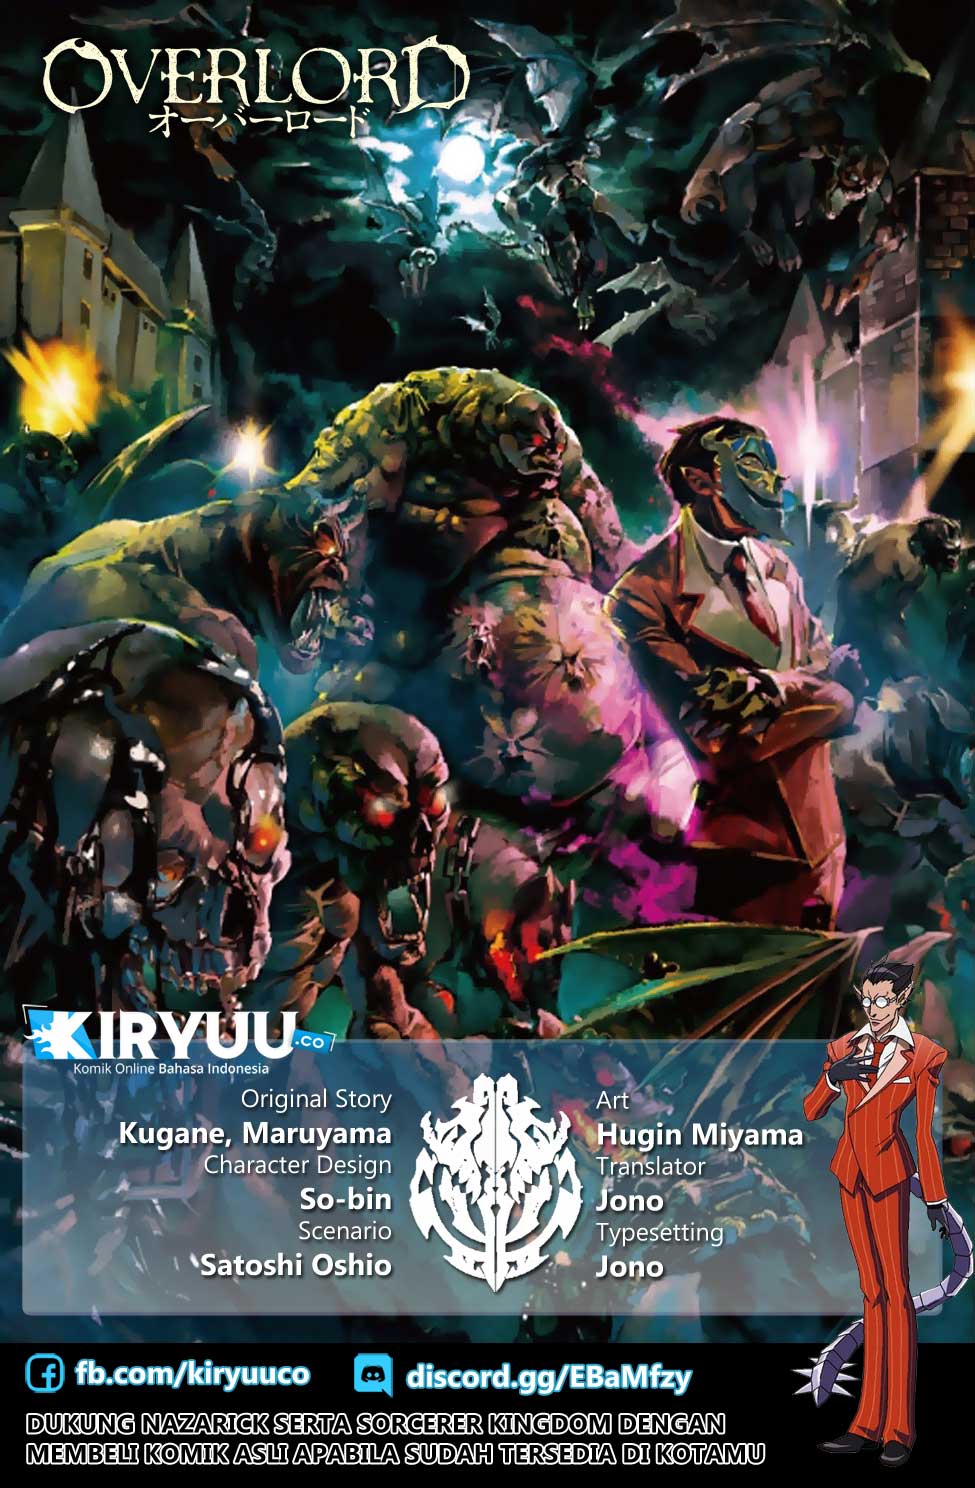 OVERLORD
オーバーロード
KIRYUU.CO
Komik Online Bahasa Indonesia
Original Story
Kugane, Maruyama
Character Design
So-bin
Scenario
Satoshi Oshio
Art
Hugin Miyama
Translator
Jono
Typesetting
Jono
fb.com/kiryuuco
discord.gg/EBaMfzy
DUKUNG NAZARICK SERTA SORCERER KINGDOM DENGAN
MEMBELI KOMIK ASLI APABILA SUDAH TERSEDIA DI KOTAMU